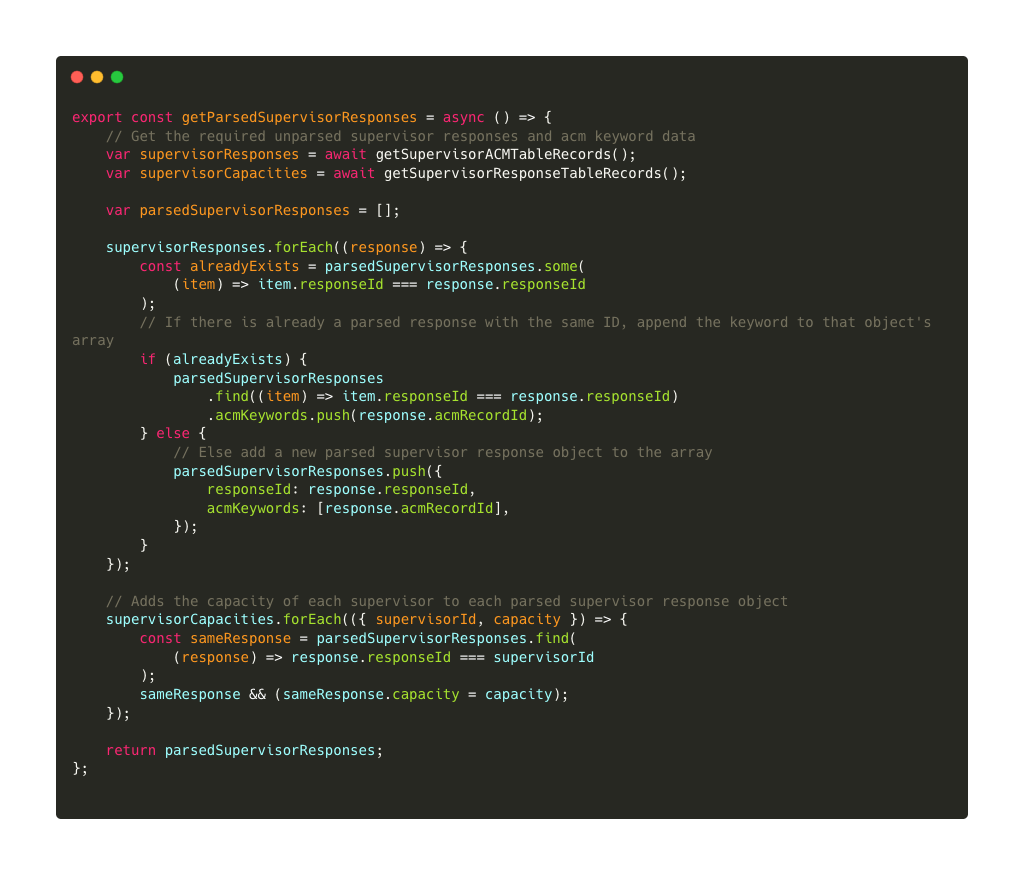 export const getParsedSupervisorResponses = async () => {
    // Get the required unparsed supervisor responses and acm keyword data
    var supervisorResponses = await getSupervisorACMTableRecords();
    var supervisorCapacities = await getSupervisorResponseTableRecords();

    var parsedSupervisorResponses = [];

    supervisorResponses.forEach((response) => {
        const alreadyExists = parsedSupervisorResponses.some(
            (item) => item.responseId === response.responseId
        );
        // If there is already a parsed response with the same ID, append the keyword to that object's
array
        if (alreadyExists) {
            parsedSupervisorResponses
                .find((item) => item.responseId === response.responseId)
                .acmKeywords.push(response.acmRecordId);
        } else {
            // Else add a new parsed supervisor response object to the array
            parsedSupervisorResponses.push({
                responseId: response.responseId,
                acmKeywords: [response.acmRecordId],
            });
        }
    });

    // Adds the capacity of each supervisor to each parsed supervisor response object
    supervisorCapacities.forEach(({ supervisorId, capacity }) => {
        const sameResponse = parsedSupervisorResponses.find(
            (response) => response.responseId === supervisorId
        );
        sameResponse && (sameResponse.capacity = capacity);
    });

    return parsedSupervisorResponses;
};